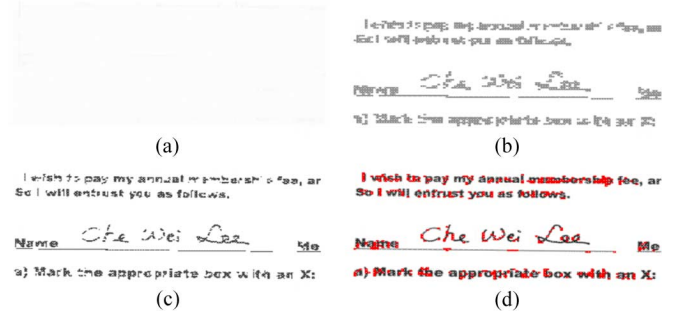 I wish to pay my annual membership fee, an
So I will entrust you as follows.
Che Wei Lee
Name Me
a) Mark the appropriate box with an X:
(a)
(b)
I wish to pay my annual membership fee, ar
So I will entrust you as follows.
Che Wei Lee
Name Me
a) Mark the appropriate box with an X:
I wish to pay my annual membership fee, ar
So I will entrust you as follows.
Che Wei Lee
Name Me
a) Mark the appropriate box with an X:
(c)
(d)